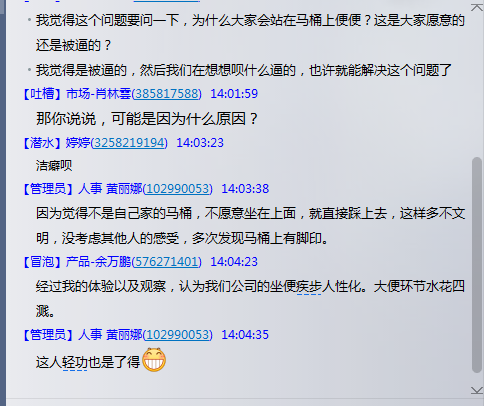 • 我觉得这个问题要问一下，为什么大家会站在马桶上便便？这是大家愿意的
还是被逼的？
• 我觉得是被逼的，然后我们在想想呗什么逼的，也许就能解决这个问题了
【吐槽】市场-肖林霻(385817588) 14:01:59
那你说说，可能是因为什么原因？
【潜水】婷婷(3258219194) 14:03:23
洁癖呗
【管理员】人事 黄丽娜(102990053) 14:03:38
因为觉得不是自己家的马桶，不愿意坐在上面，就直接踩上去，这样多不文
明，没考虑其他人的感受，多次发现马桶上有脚印。
【冒泡】产品-余万鹏(576271401) 14:04:23
经过我的体验以及观察，认为我们公司的坐便疾步人性化。大便环节水花四
溅。
【管理员】人事 黄丽娜(102990053) 14:04:35
这人轻功也是了得